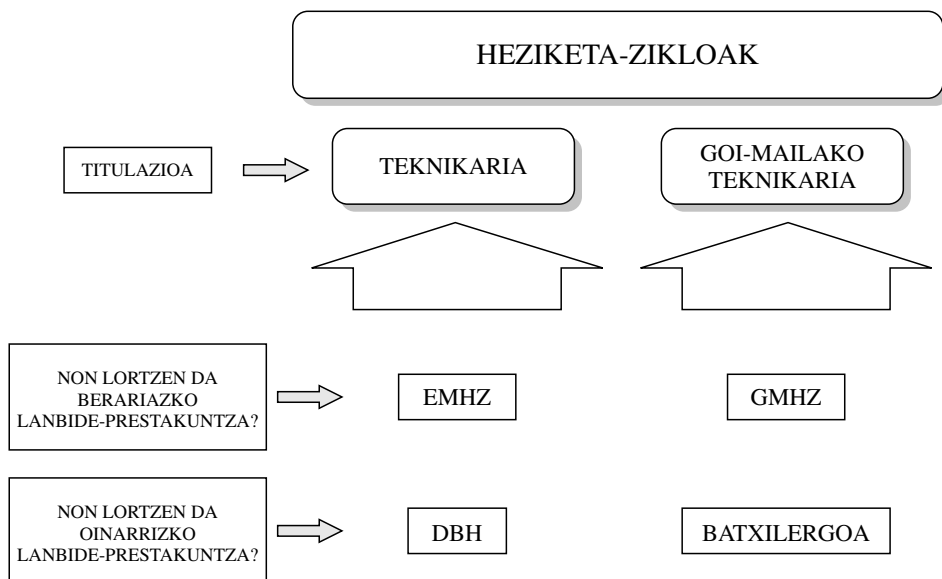 HEZIKETA-ZIKLOAK
TITULAZIOA
TEKNIKARIA
GOI-MAILAKO
TEKNIKARIA
NON LORTZEN DA
BERARIAZKO
LANBIDE-PRESTAKUNTZA?
EMHZ
GMHZ
NON LORTZEN DA
OINARRIZKO
LANBIDE-PRESTAKUNTZA?
DBH
BATXILERGOA